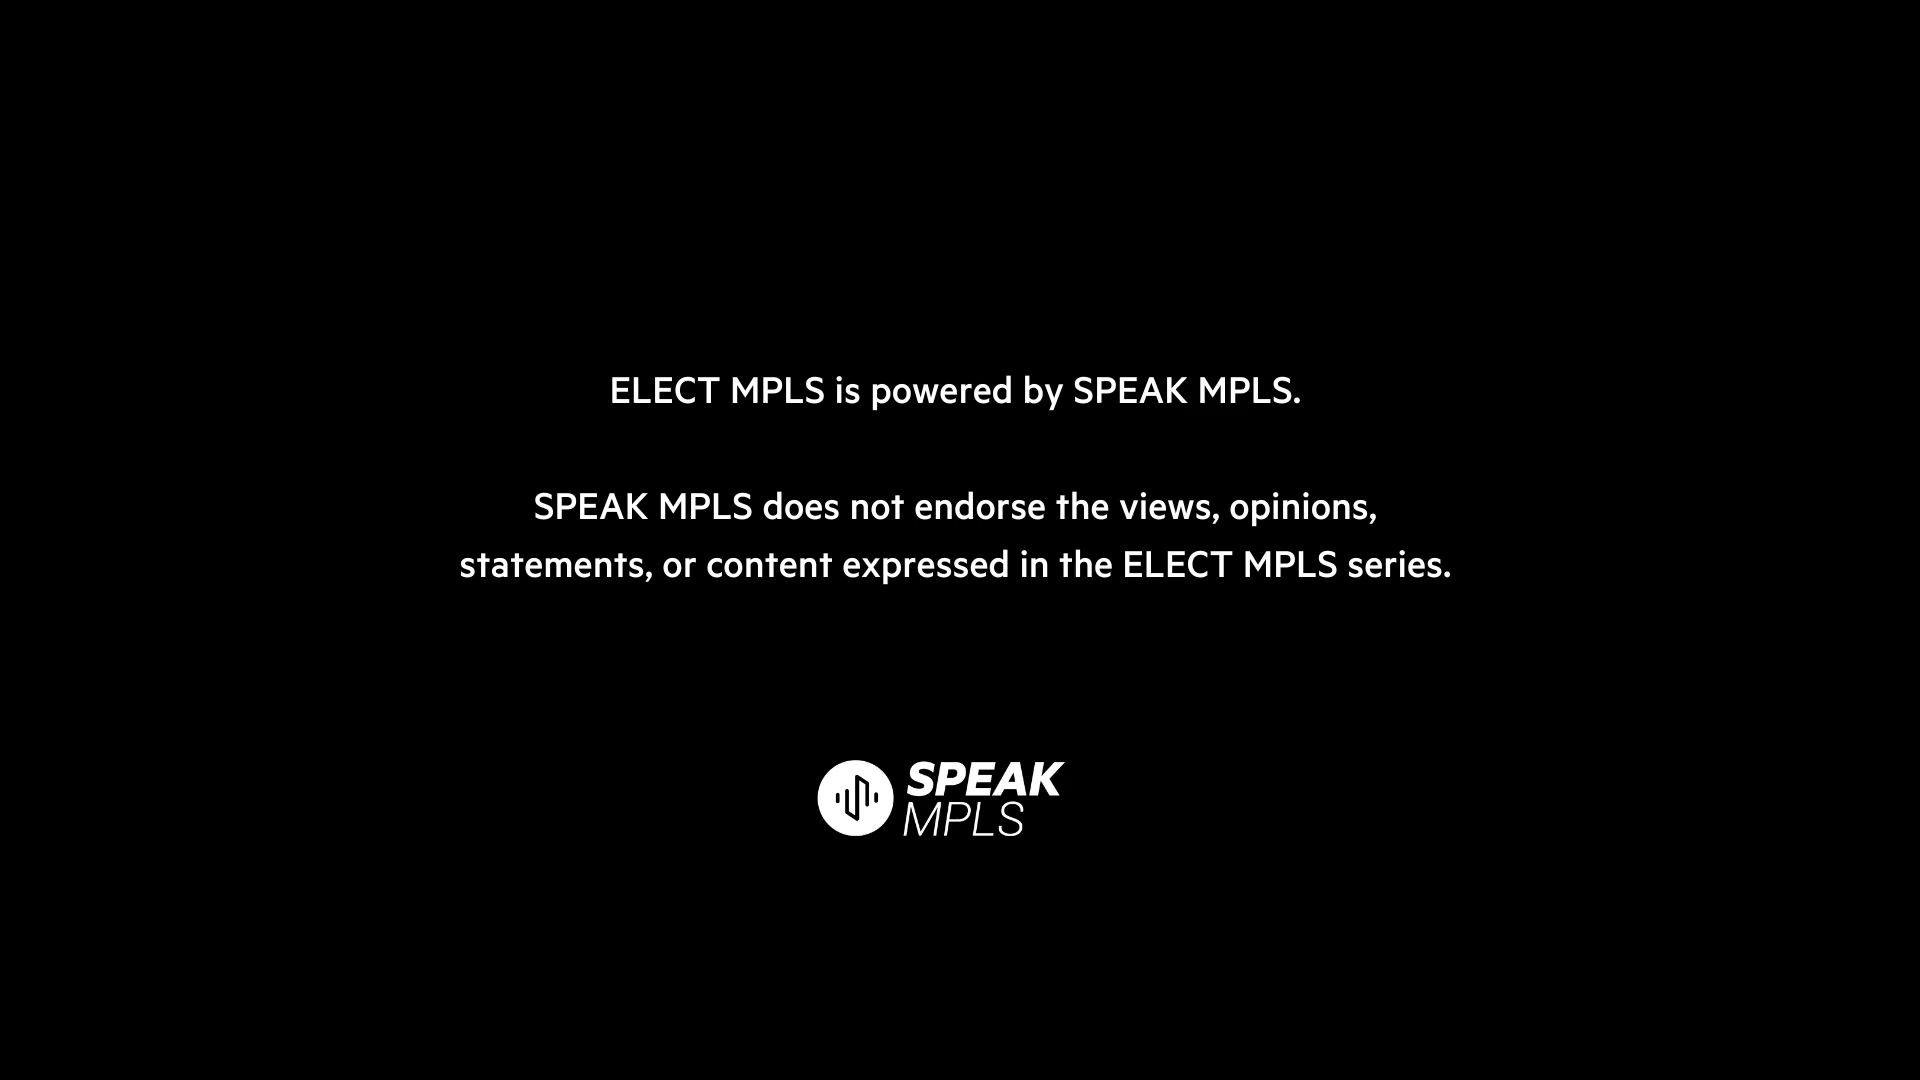 ELECT MPLS is powered by SPEAK MPLS.
SPEAK MPLS does not endorse the views, opinions,
statements, or content expressed in the ELECT MPLS series.
SPEAK
MPLS